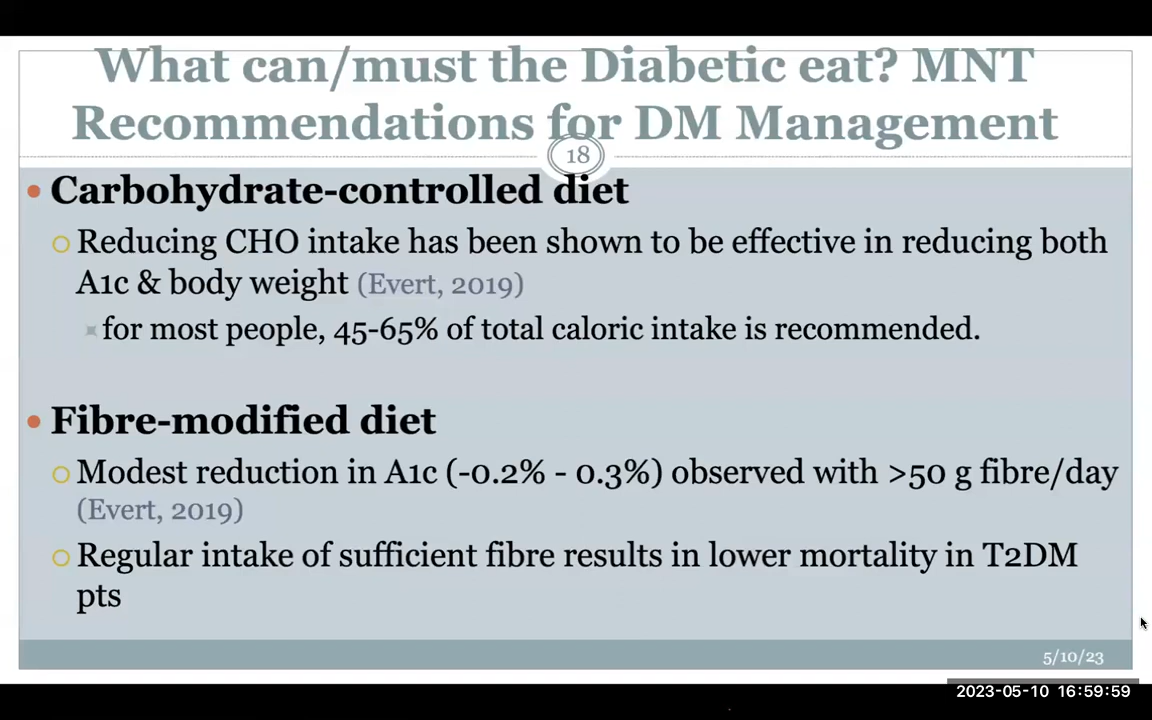 What can/must the Diabetic eat? MNT
Recommendations for DM Management
18
• Carbohydrate-controlled diet
Reducing CHO intake has been shown to be effective in reducing both
A1c & body weight (Evert, 2019)
for most people, 45-65% of total caloric intake is recommended.
• Fibre-modified diet
Modest reduction in A1c (-0.2% - 0.3%) observed with >50 g fibre/day
(Evert, 2019)
Regular intake of sufficient fibre results in lower mortality in T2DM
pts
5/10/23
2023-05-10 16:59:59